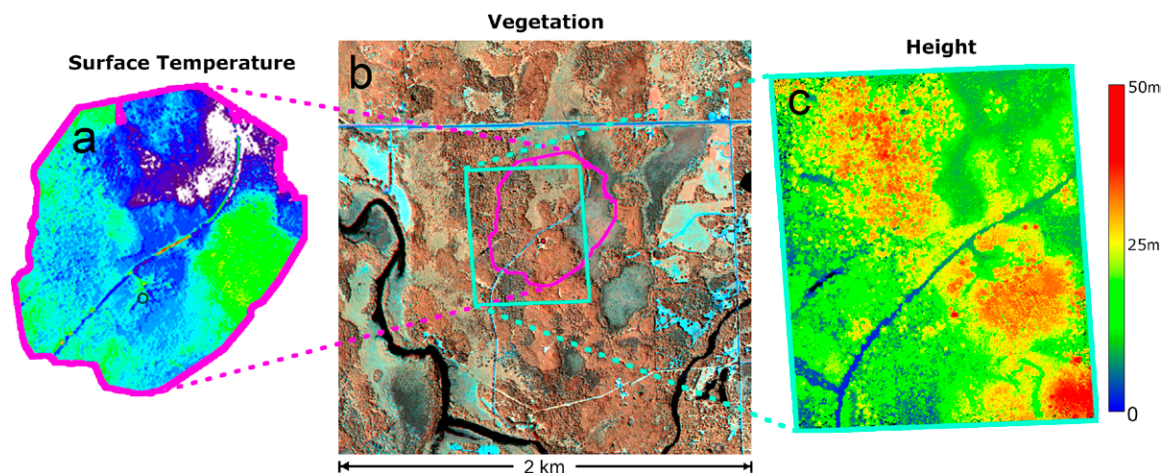 Vegetation
Surface Temperature
Height
a
b
c
50m
25m
0
2 km